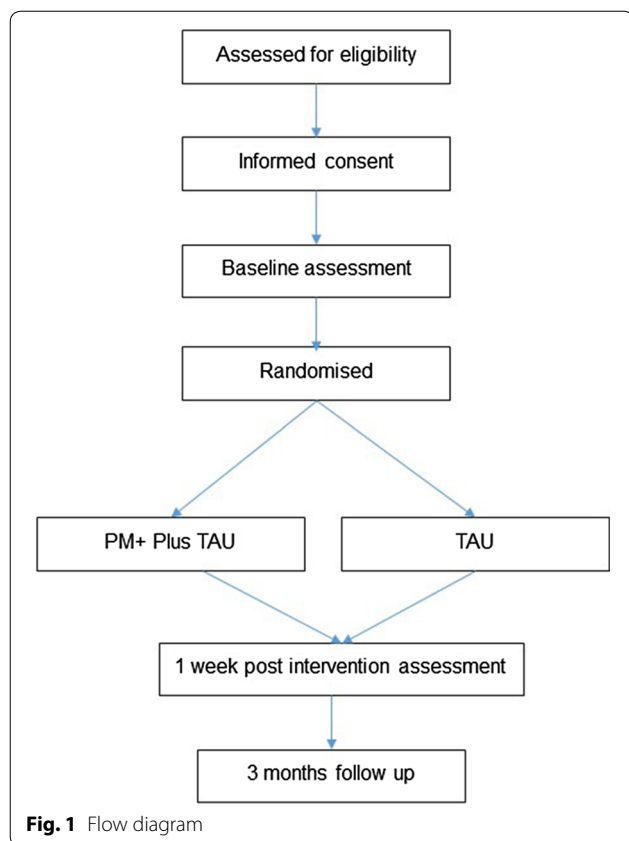 Assessed for eligibility
Informed consent
Baseline assessment
Randomised
PM+ Plus TAU
TAU
1 week post intervention assessment
3 months follow up
Fig. 1 Flow diagram